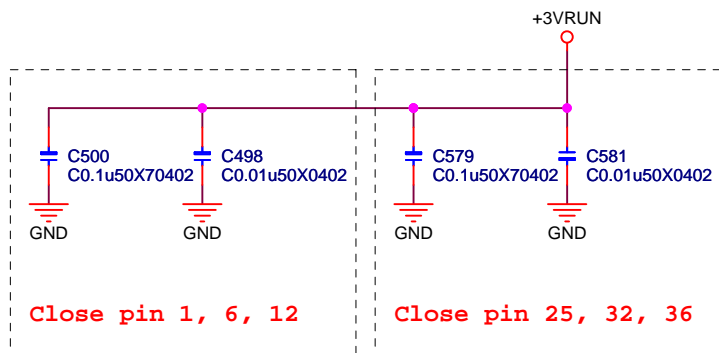 +3VRUN
C500
C0.1u50X70402
C498
C0.01u50X0402
C579
C0.1u50X70402
C581
C0.01u50X0402
GND
GND
GND
GND
Close pin 1, 6, 12
Close pin 25, 32, 36